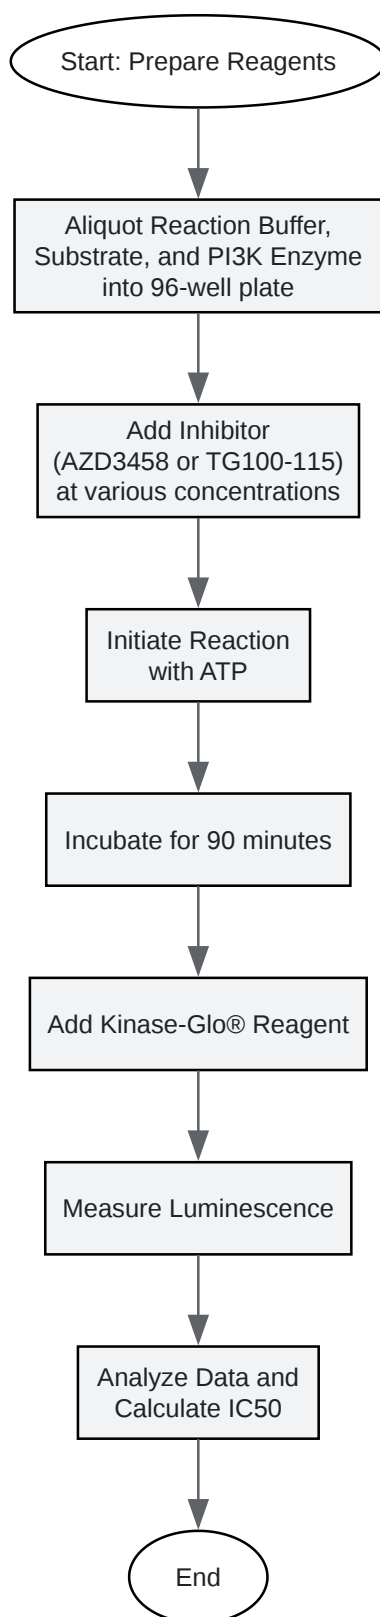 Start: Prepare Reagents
Aliquot Reaction Buffer,
Substrate, and PI3K Enzyme
into 96-well plate
Add Inhibitor
(AZD3458 or TG100-115)
at various concentrations
Initiate Reaction
with ATP
Incubate for 90 minutes
Add Kinase-Glo® Reagent
Measure Luminescence
Analyze Data and
Calculate IC50
End